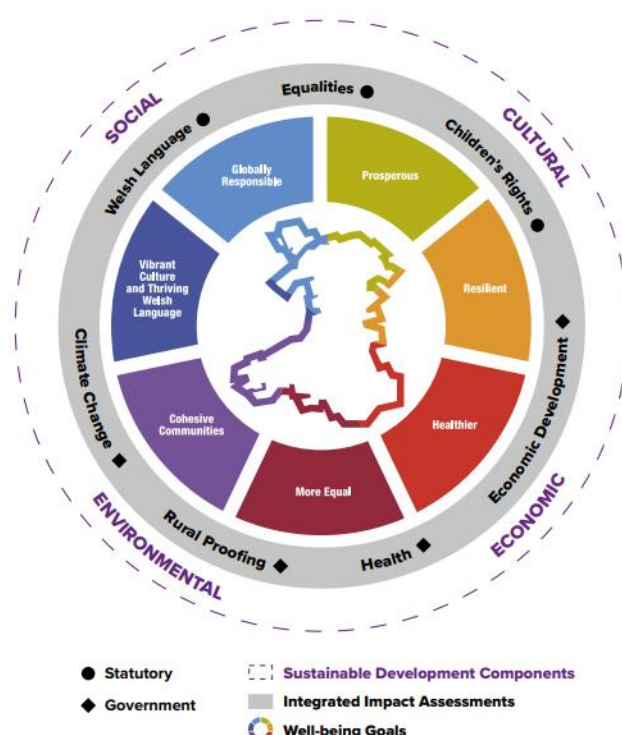 SOCIAL
CULTURAL
Equalities
Welsh Language
Children's Rights
Globally
Responsible
Prosperous
Vibrant
Culture
and Thriving
Welsh
Language
Resilient
Climate Change
Economic Development
Cohesive
Communities
Healthier
More Equal
Rural Proofing
Health
ENVIRONMENTAL
ECONOMIC
Statutory
Sustainable Development Components
Government
Integrated Impact Assessments
Well-being Goals